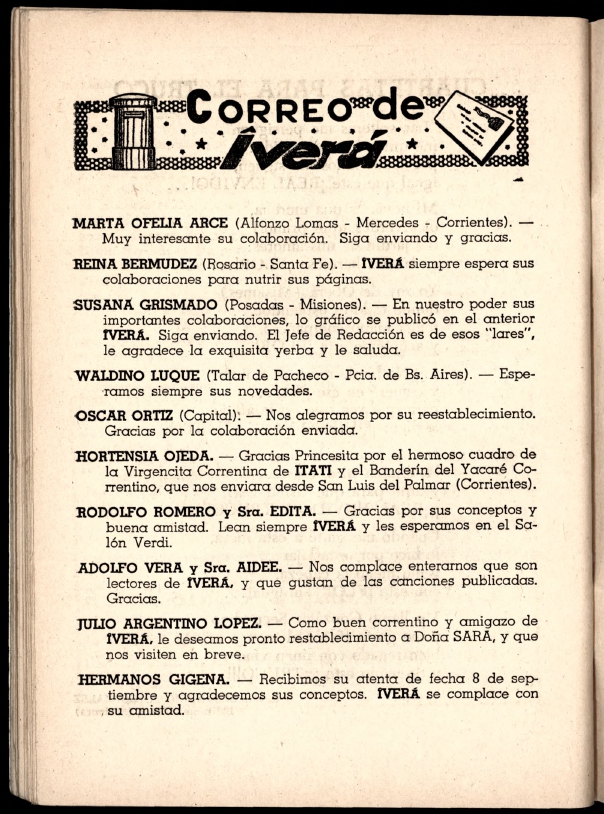 CORREO de
Îverá
MARTA OFELIA ARCE (Alfonzo Lomas - Mercedes - Corrientes). —
Muy interesante su colaboración. Siga enviando y gracias.
REINA BERMUDEZ (Rosario - Santa Fe). — ÎVERÁ siempre espera sus
colaboraciones para nutrir sus páginas.
SUSANA GRISMADO (Posadas - Misiones). — En nuestro poder sus
importantes colaboraciones, lo gráfico se publicó en el anterior
ÎVERÁ. Siga enviando. El Jefe de Redacción es de esos "lares",
le agradece la exquisita yerba y le saluda.
WALDINO LUQUE (Talar de Pacheco - Pcia. de Bs. Aires). — Espe-
ramos siempre sus novedades.
OSCAR ORTIZ (Capital). — Nos alegramos por su reestablecimiento.
Gracias por la colaboración enviada.
HORTENSIA OJEDA. — Gracias Princesita por el hermoso cuadro de
la Virgencita Correntina de ITATI y el Banderín del Yacaré Co-
rrentino, que nos enviara desde San Luis del Palmar (Corrientes).
RODOLFO ROMERO y Sra. EDITA. — Gracias por sus conceptos y
buena amistad. Lean siempre ÎVERÁ y les esperamos en el Sa-
lón Verdi.
ADOLFO VERA y Sra. AIDEE. — Nos complace enterarnos que son
lectores de ÎVERÁ, y que gustan de las canciones publicadas.
Gracias.
JULIO ARGENTINO LOPEZ. — Como buen correntino y amigazo de
ÎVERÁ, le deseamos pronto restablecimiento a Doña SARA, y que
nos visiten en breve.
HERMANOS GIGENA. — Recibimos su atenta de fecha 8 de sep-
tiembre y agradecemos sus conceptos. ÎVERÁ se complace con
su amistad.